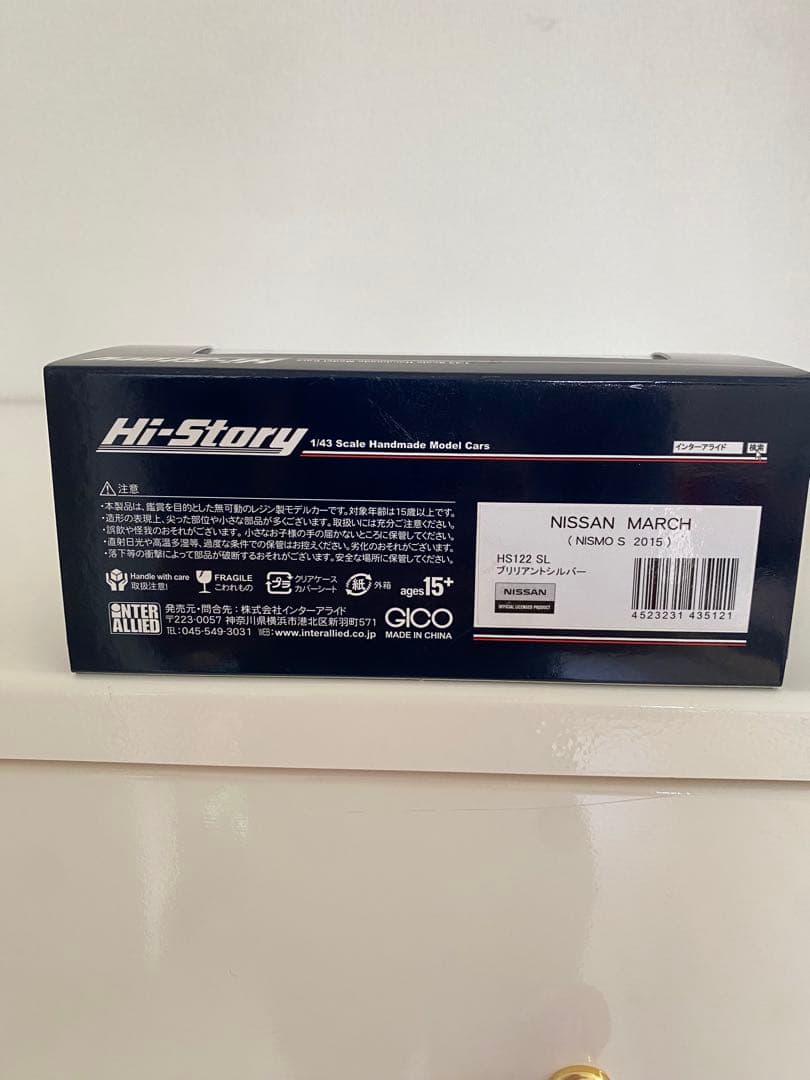 Hi-Story 1/43 Scale Handmade Model Cars
インターアライド 検索
⚠注意
・本製品は、鑑賞を目的とした無可動のレジン製モデルカーです。対象年齢は15歳以上です。
・造形の表現上、尖った部位や小さな部品が多くございます。取扱いには充分ご注意ください。
・誤飲や怪我のおそれがございます。小さなお子様の手の届かないところに保管してください。
・直射日光や高温多湿等、過度な条件での保管はお控えください。劣化のおそれがございます。
・落下等の衝撃によって部品が破断するおそれがございます。安全な場所に保管してください。
Handle with care
取扱注意!
FRAGILE
こわれもの
プラ
クリアケース
カバーシート
紙 外箱
ages15+
INTER
ALLIED
発売元・問合先:株式会社インターアライド
〒223-0057 神奈川県横浜市港北区新羽町571
TEL:045-549-3031 WEB:www.interallied.co.jp
GICO
MADE IN CHINA
NISSAN MARCH
(NISMO S 2015)
HS122 SL
ブリリアントシルバー
NISSAN
OFFICIAL LICENSED PRODUCT
4523231 435121